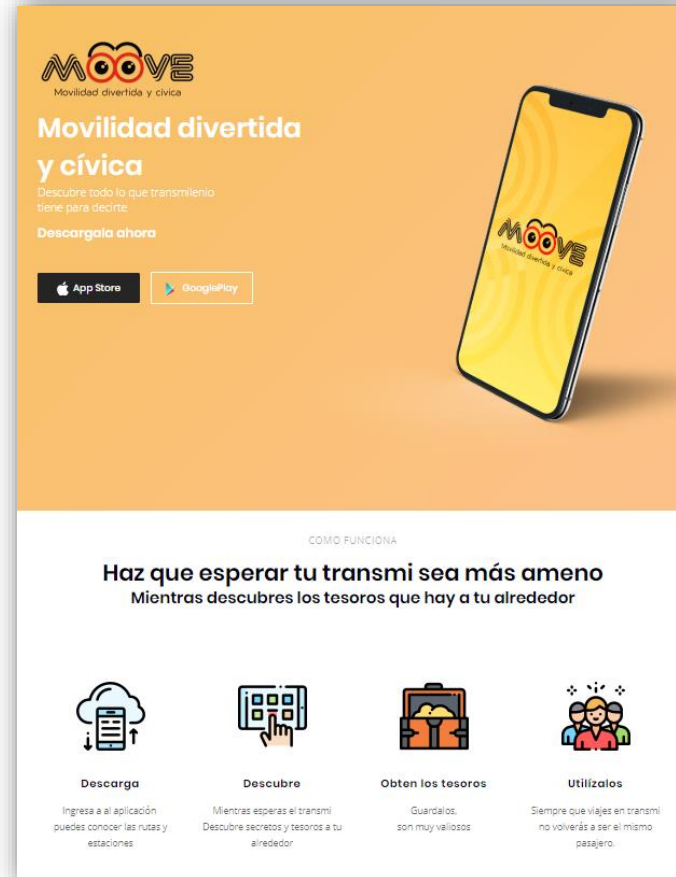 MOOVE
Movilidad divertida y cívica
Movilidad divertida
y cívica
Descubre todo lo que transmilenio
tiene para decirte
Descargala ahora
App Store
GooglePlay
MOOVE
Movilidad divertida y cívica
COMO FUNCIONA
Haz que esperar tu transmi sea más ameno
Mientras descubres los tesoros que hay a tu alrededor
Descarga
Ingresa a al aplicación
puedes conocer las rutas y
estaciones
Descubre
Mientras esperas el transmi
Descubre secretos y tesoros a tu
alrededor
Obten los tesoros
Guardalos,
son muy valiosos
Utilízalos
Siempre que viajes en transmi
no volverás a ser el mismo
pasajero.